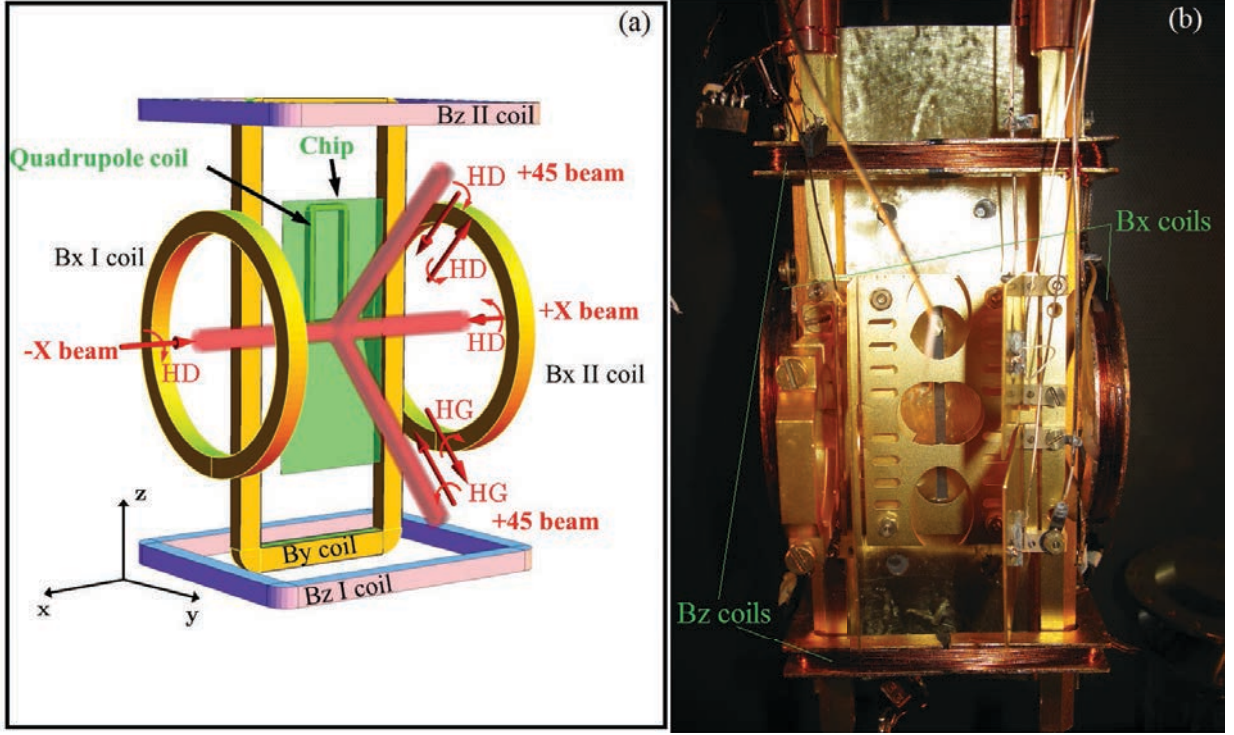 (a)
Bz II coil
Quadrupole coil
Chip
HD
+45 beam
Bx I coil
HD
+X beam
-X beam
HD
HD
Bx II coil
HG
HG
+45 beam
z
By coil
x
y
Bz I coil
(b)
Bx coils
Bz coils